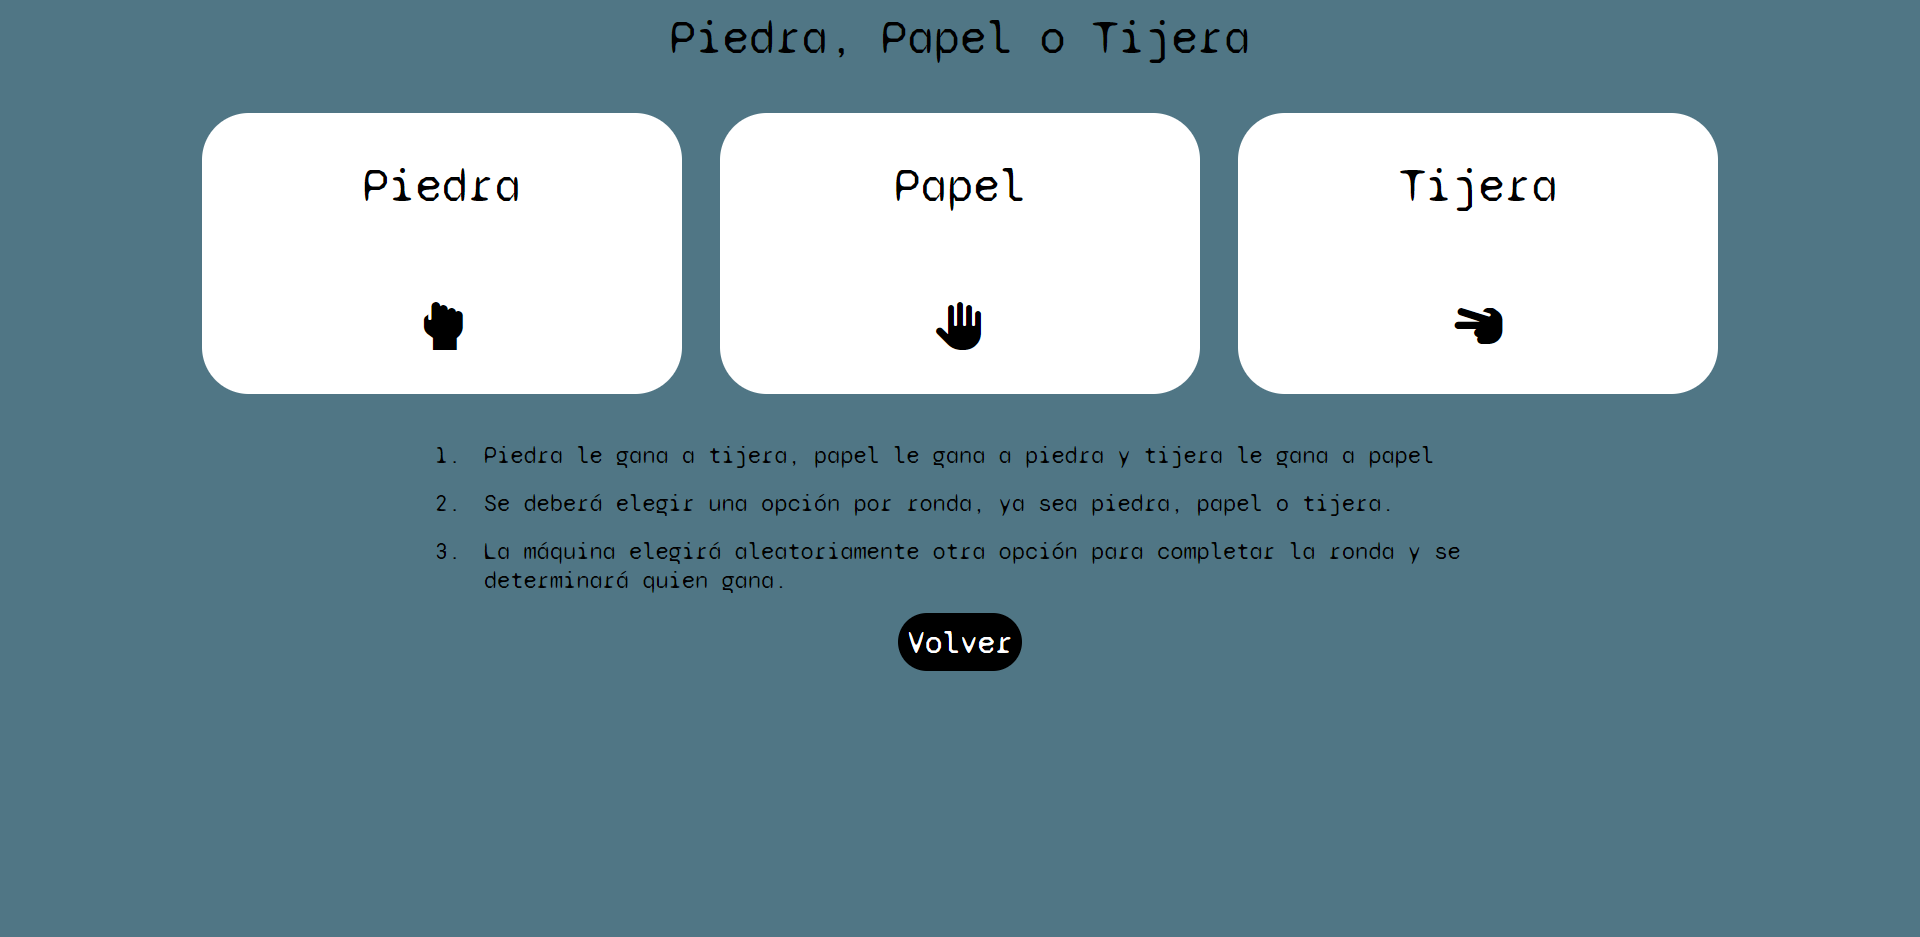 Piedra, Papel o Tijera
Piedra
Papel
Tijera
1. Piedra le gana a tijera, papel le gana a piedra y tijera le gana a papel
2. Se deberá elegir una opción por ronda, ya sea piedra, papel o tijera.
3. La máquina elegirá aleatoriamente otra opción para completar la ronda y se
determinará quien gana.
Volver